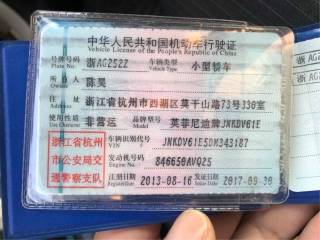 中华人民共和国机动车行驶证
Vehicle License of the People's Republic of China
号牌号码 浙AG2522 车辆类型 小型轿车
Plate No. Vehicle Type
所有人 陈昊
Owner
住址 浙江省杭州市西湖区莫干山路73号330室
Address
使用性质 非营运 品牌型号 英菲尼迪牌JNKDV61E
Use Character Model
浙江省杭州
市公安局交
通警察支队
车辆识别代号 JNKDV61E5DM343187
VIN
发动机号码 846650AVQ25
Engine No.
注册日期 2013-08-16 发证日期 2017-09-30
Register Date Issue Date
浙AG2